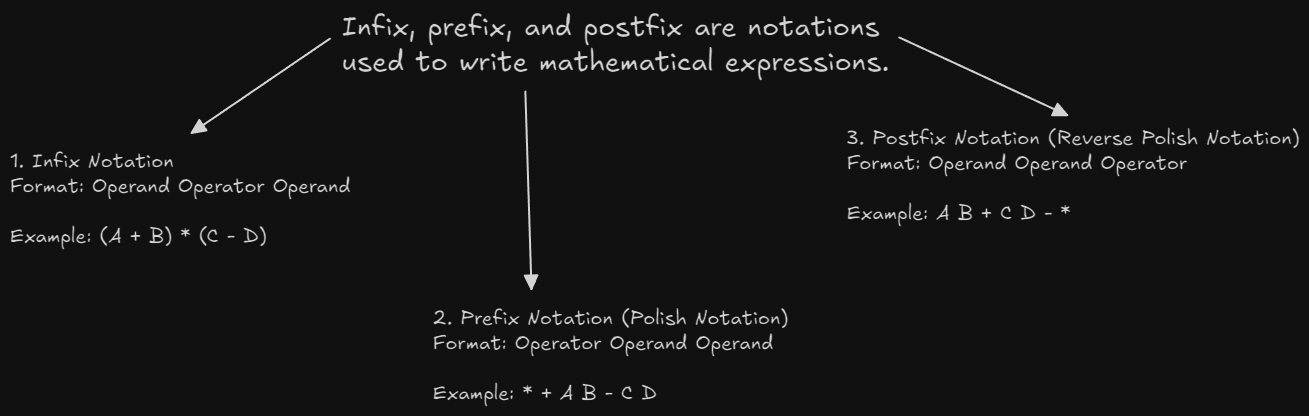 Infix, prefix, and postfix are notations
used to write mathematical expressions.
1. Infix Notation
Format: Operand Operator Operand
Example: (A + B) * (C - D)
2. Prefix Notation (Polish Notation)
Format: Operator Operand Operand
Example: * + A B - C D
3. Postfix Notation (Reverse Polish Notation)
Format: Operand Operand Operator
Example: A B + C D - *